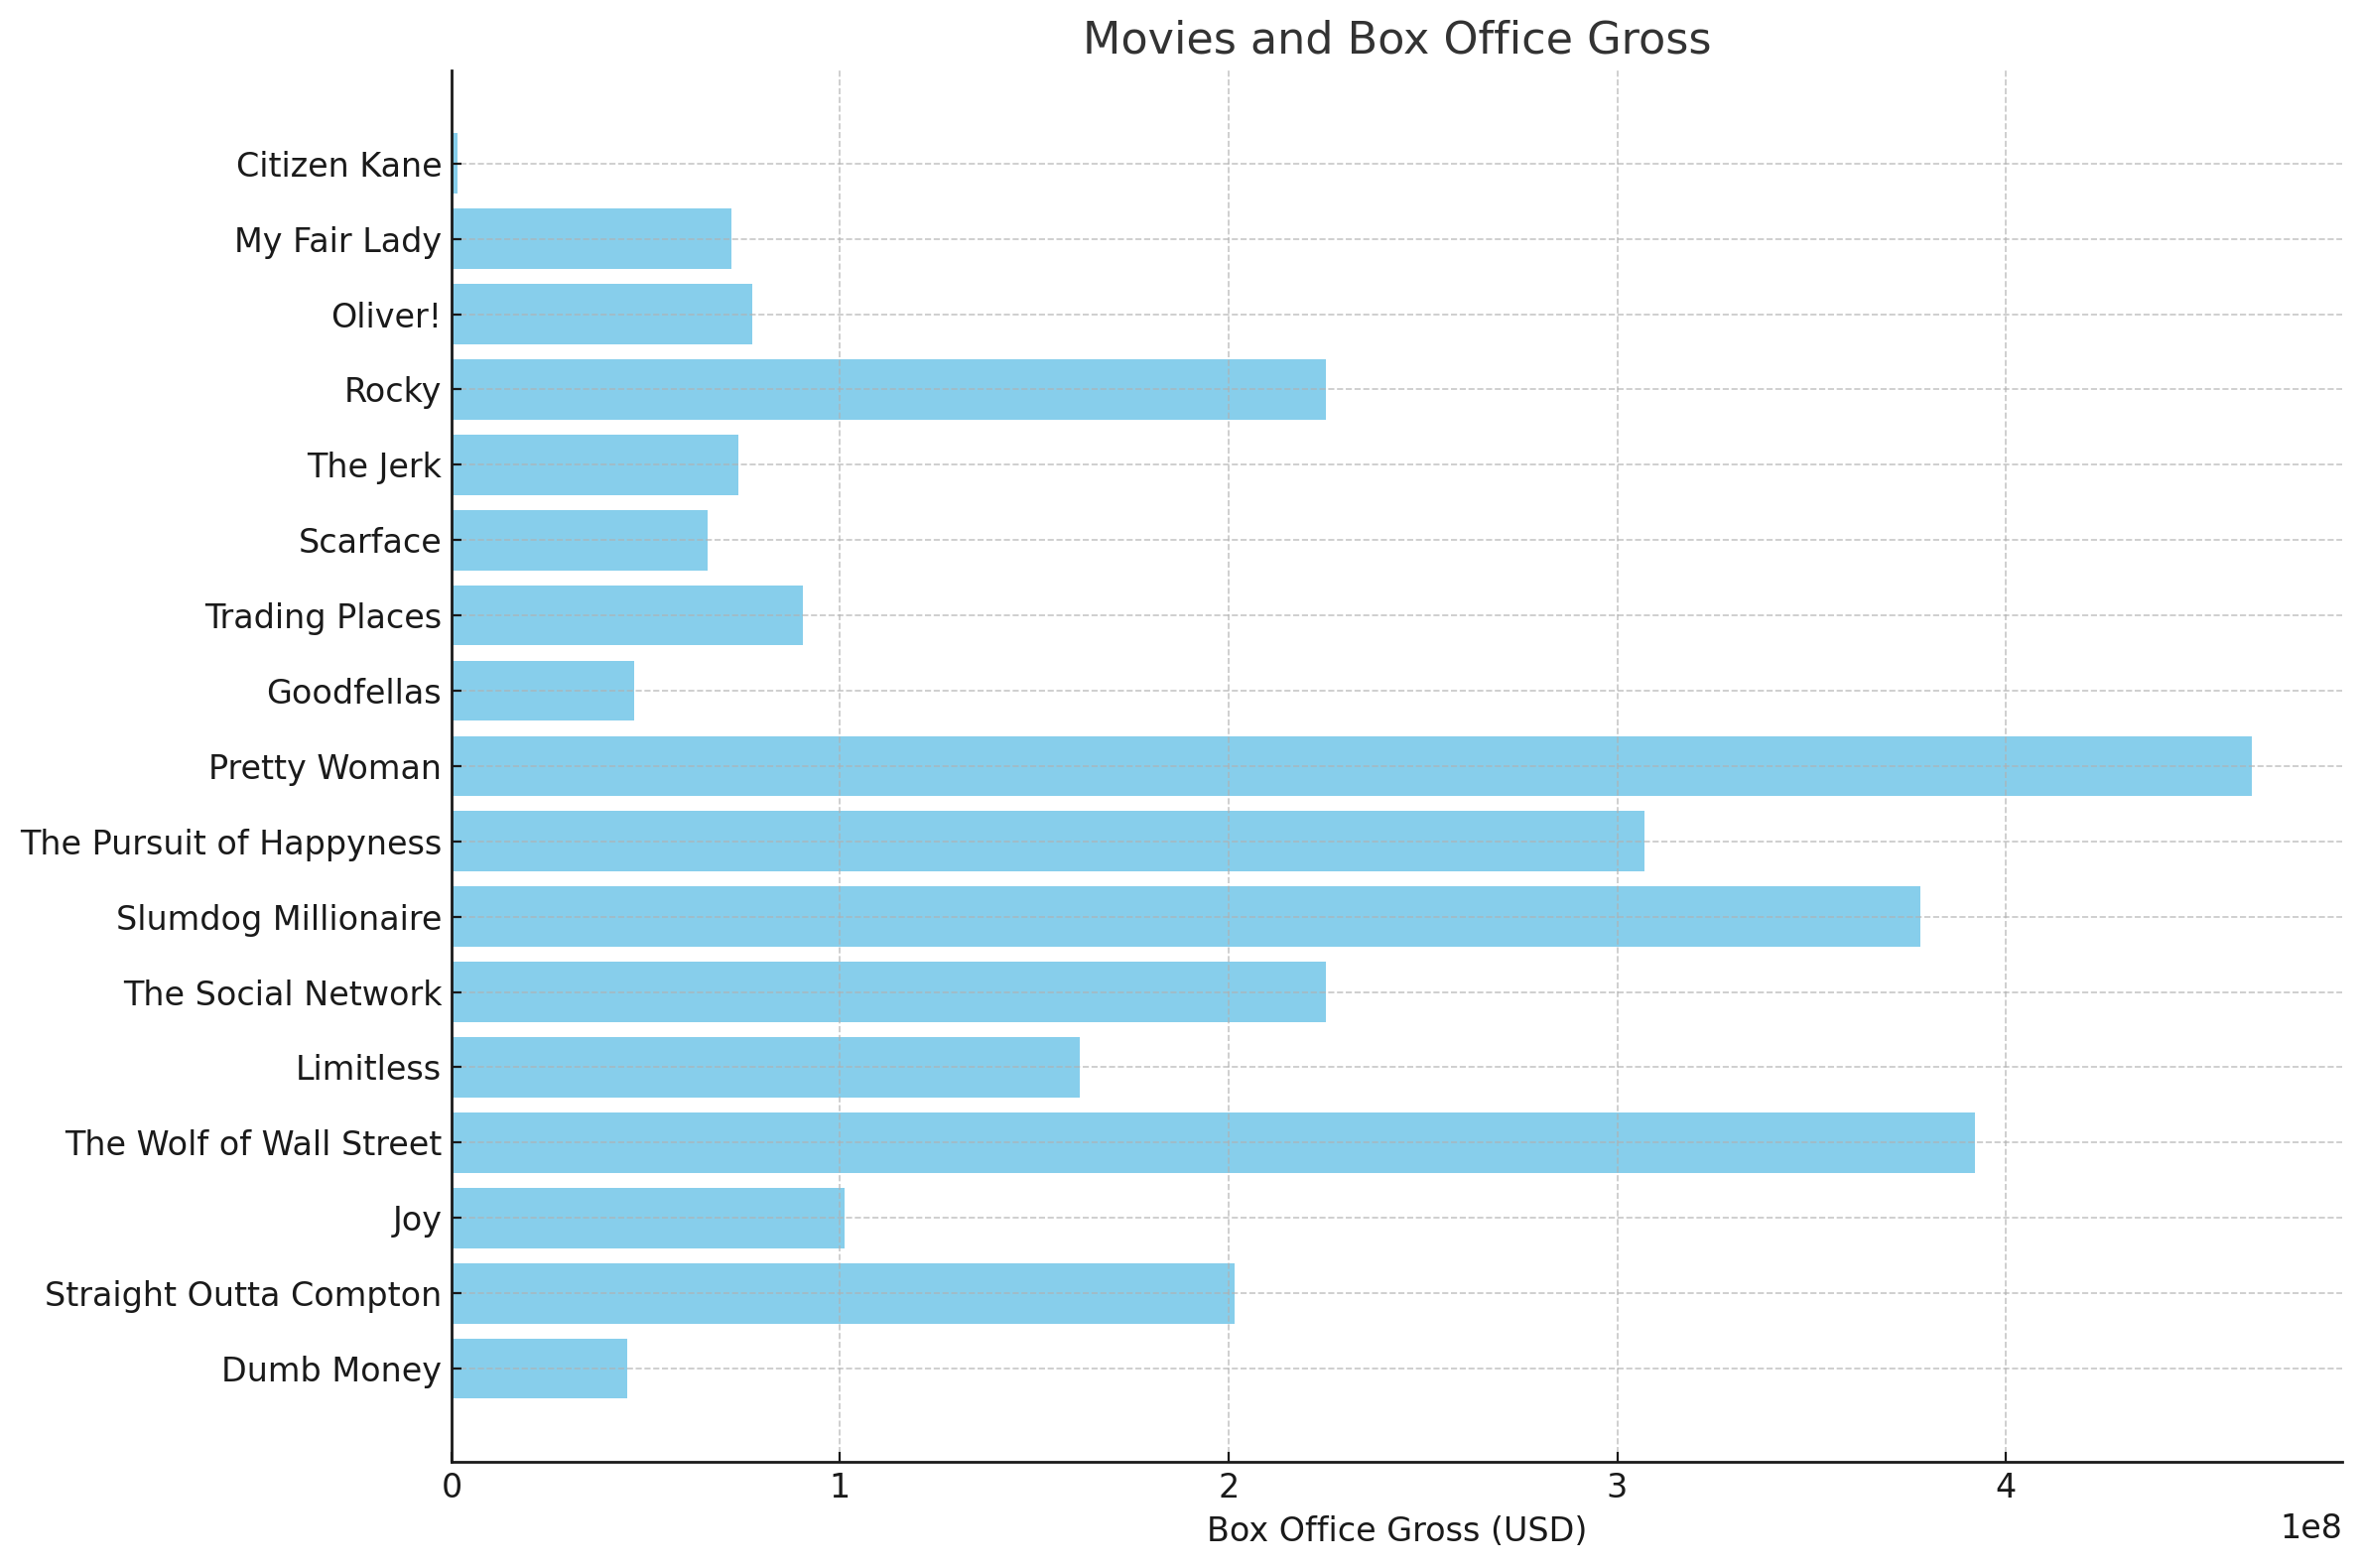 Movies and Box Office Gross
Citizen Kane
My Fair Lady
Oliver!
Rocky
The Jerk
Scarface
Trading Places
Goodfellas
Pretty Woman
The Pursuit of Happyness
Slumdog Millionaire
The Social Network
Limitless
The Wolf of Wall Street
Joy
Straight Outta Compton
Dumb Money
0 1 2 3 4
Box Office Gross (USD)
1e8